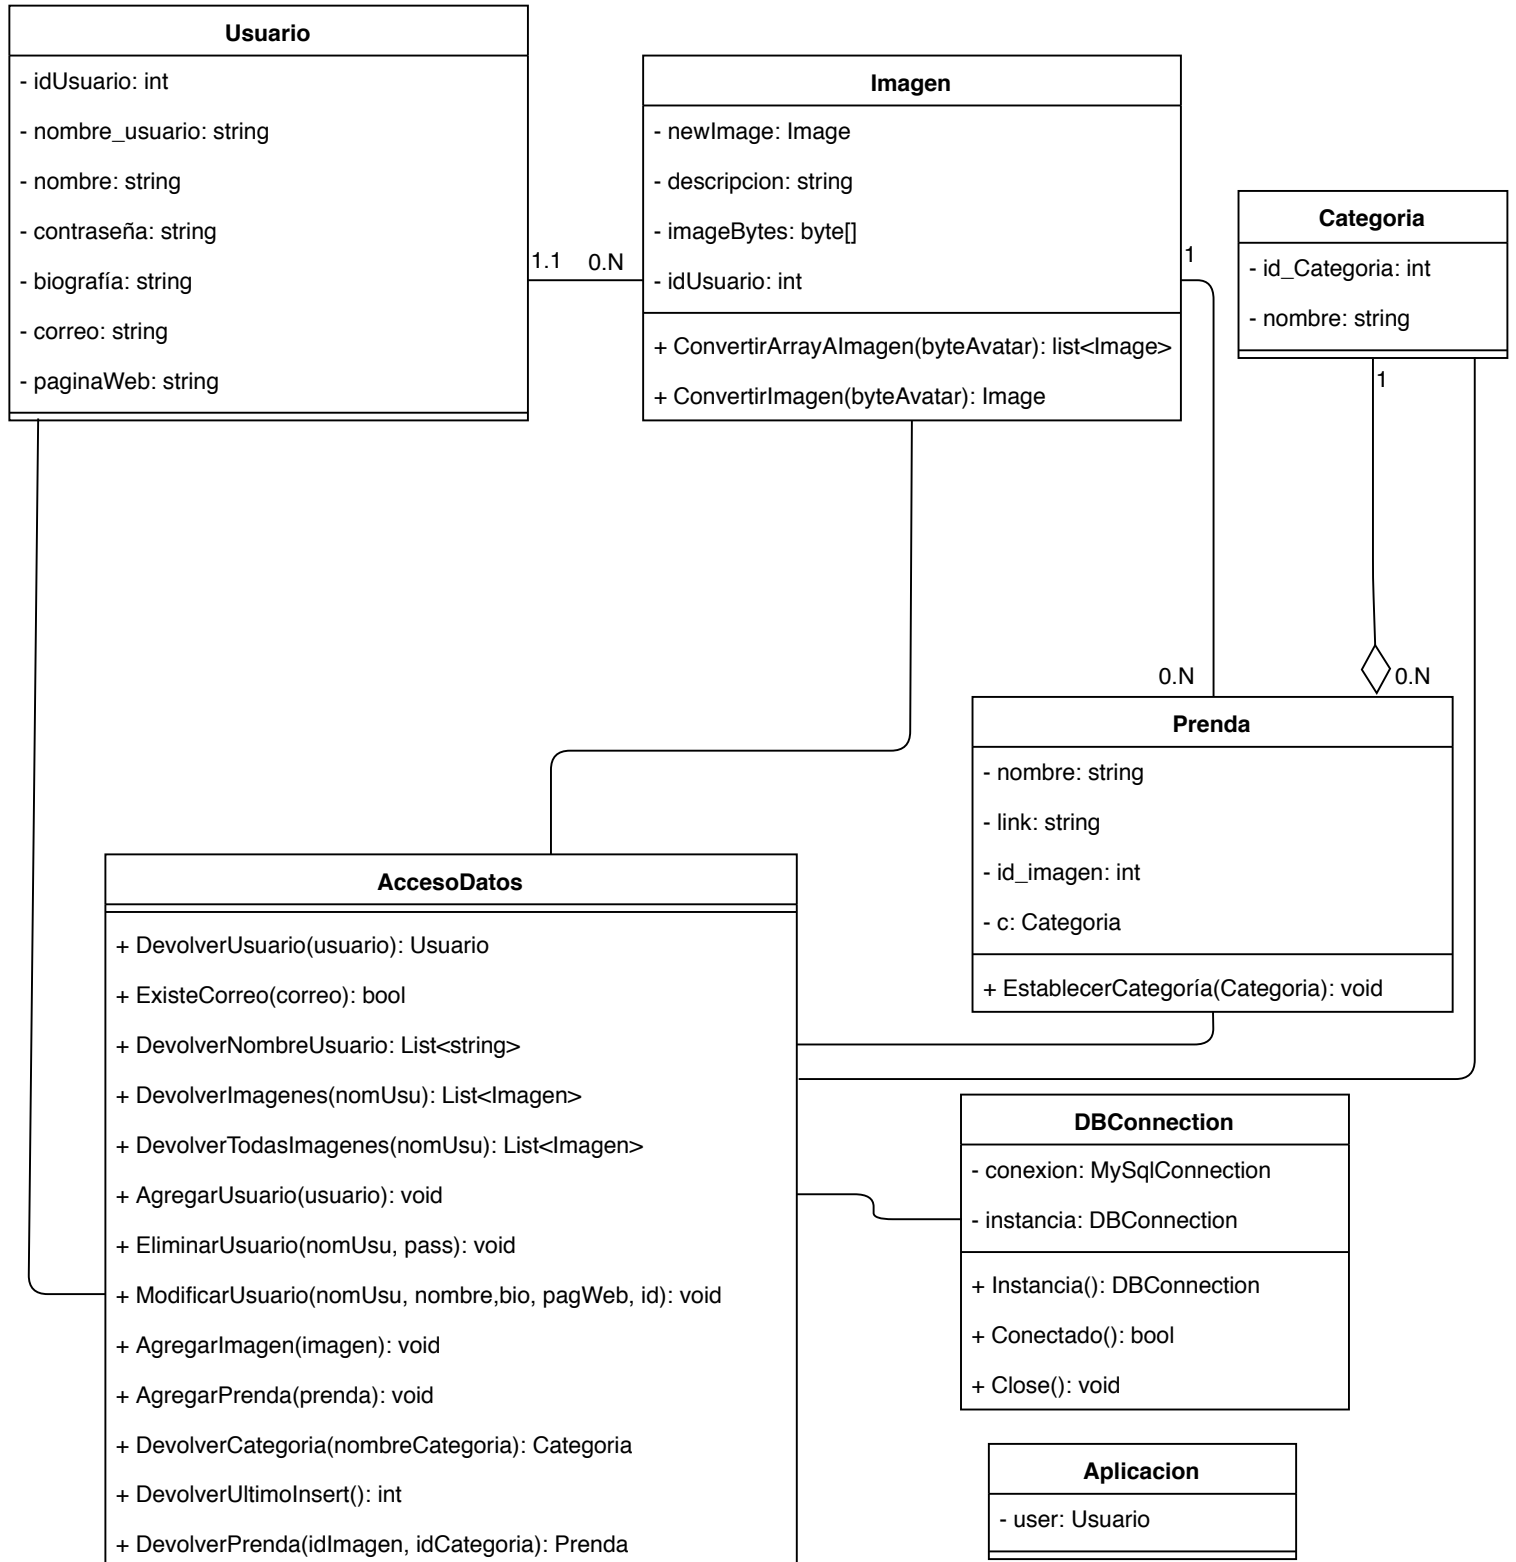 Usuario
- idUsuario: int
- nombre_usuario: string
- nombre: string
- contraseña: string
- biografía: string
- correo: string
- paginaWeb: string
1.1
0.N
Imagen
- newImage: Image
- descripcion: string
- imageBytes: byte[]
- idUsuario: int
+ ConvertirArrayAImagen(byteAvatar): list<Image>
+ ConvertirImagen(byteAvatar): Image
1
0.N
Categoria
- id_Categoria: int
- nombre: string
1
0.N
Prenda
- nombre: string
- link: string
- id_imagen: int
- c: Categoria
+ EstablecerCategoría(Categoria): void
AccesoDatos
+ DevolverUsuario(usuario): Usuario
+ ExisteCorreo(correo): bool
+ DevolverNombreUsuario: List<string>
+ DevolverImagenes(nomUsu): List<Imagen>
+ DevolverTodasImagenes(nomUsu): List<Imagen>
+ AgregarUsuario(usuario): void
+ EliminarUsuario(nomUsu, pass): void
+ ModificarUsuario(nomUsu, nombre,bio, pagWeb, id): void
+ AgregarImagen(imagen): void
+ AgregarPrenda(prenda): void
+ DevolverCategoria(nombreCategoria): Categoria
+ DevolverUltimoInsert(): int
+ DevolverPrenda(idImagen, idCategoria): Prenda
DBConnection
- conexion: MySqlConnection
- instancia: DBConnection
+ Instancia(): DBConnection
+ Conectado(): bool
+ Close(): void
Aplicacion
- user: Usuario